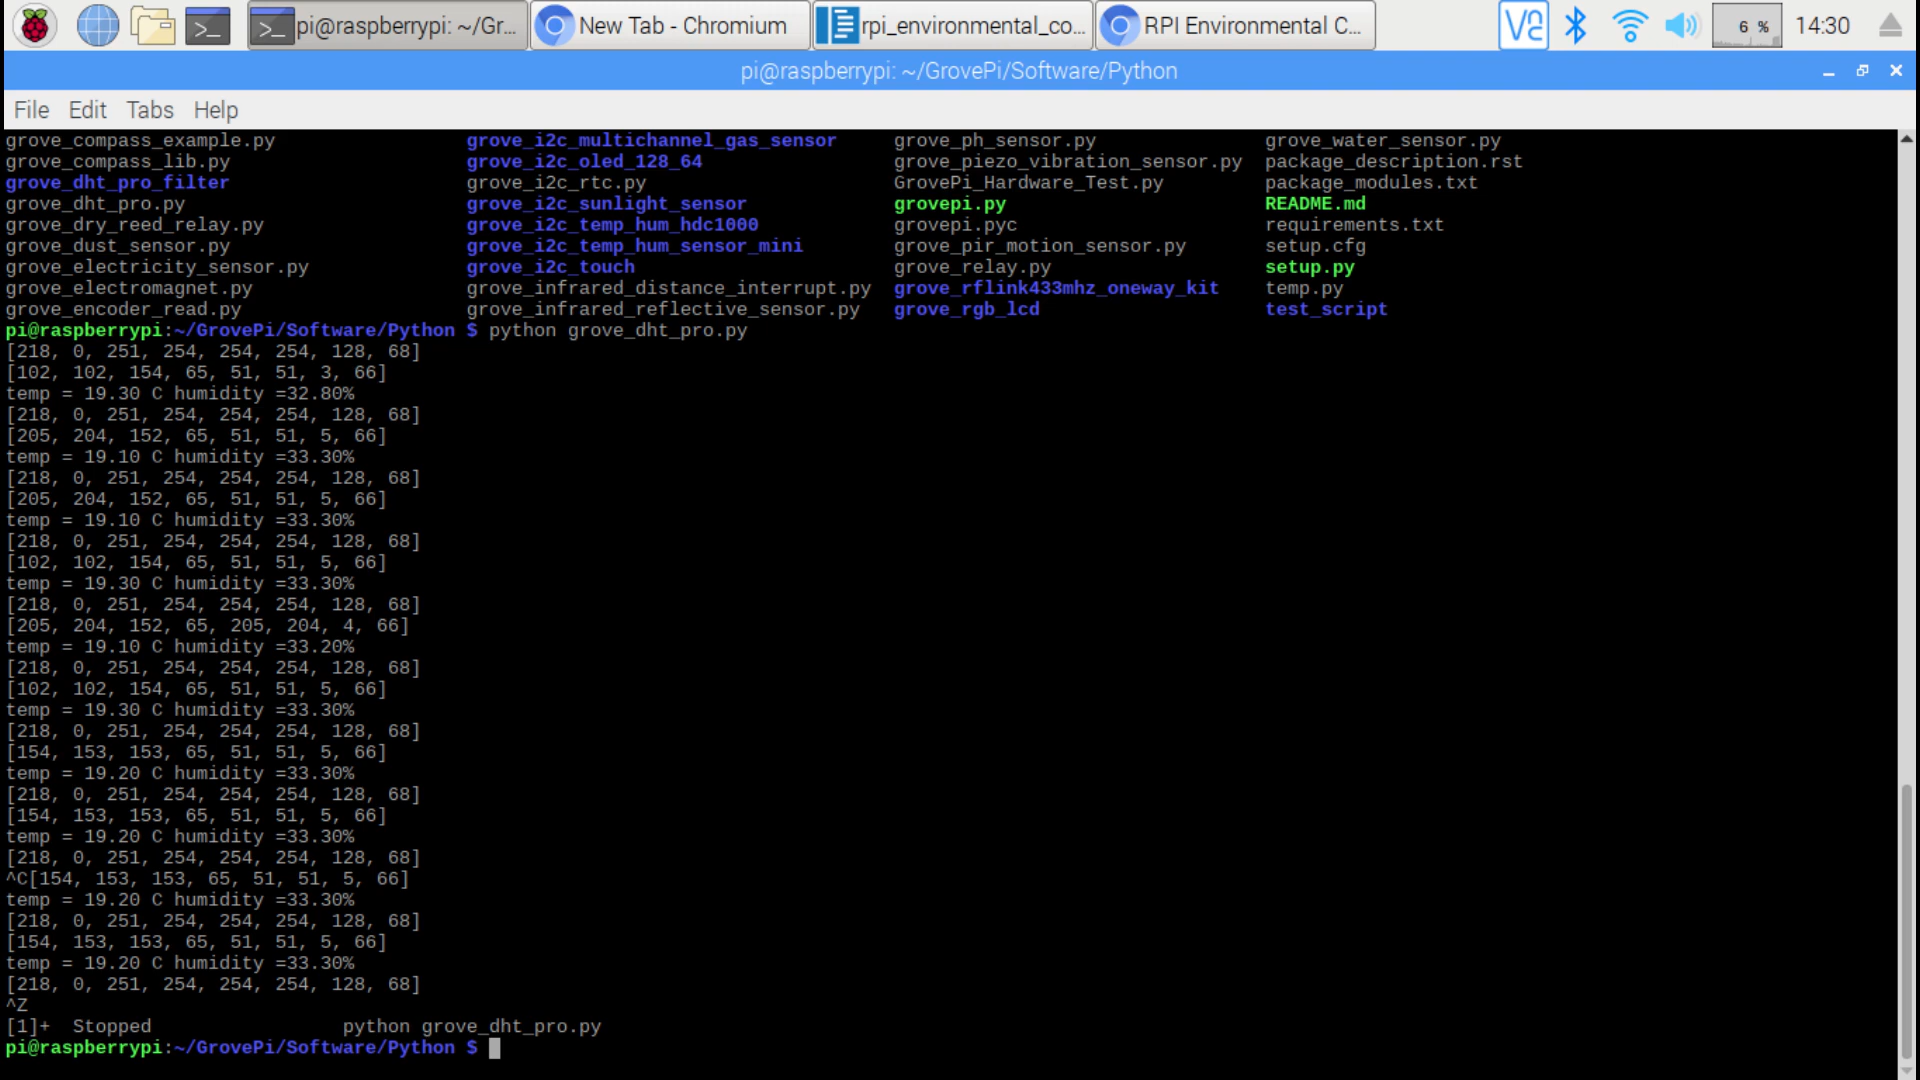 pi@raspberrypi: ~/Gr... New Tab - Chromium rpi_environmental_co... RPI Environmental C... 6 % 14:30
pi@raspberrypi: ~/GrovePi/Software/Python
File Edit Tabs Help
grove_compass_example.py grove_i2c_multichannel_gas_sensor grove_ph_sensor.py grove_water_sensor.py
grove_compass_lib.py grove_i2c_oled_128_64 grove_piezo_vibration_sensor.py package_description.rst
grove_dht_pro_filter grove_i2c_rtc.py GrovePi_Hardware_Test.py package_modules.txt
grove_dht_pro.py grove_i2c_sunlight_sensor grovepi.py README.md
grove_dry_reed_relay.py grove_i2c_temp_hum_hdc1000 grovepi.pyc requirements.txt
grove_dust_sensor.py grove_i2c_temp_hum_sensor_mini grove_pir_motion_sensor.py setup.cfg
grove_electricity_sensor.py grove_i2c_touch grove_relay.py setup.py
grove_electromagnet.py grove_infrared_distance_interrupt.py grove_rflink433mhz_oneway_kit temp.py
grove_encoder_read.py grove_infrared_reflective_sensor.py grove_rgb_lcd test_script
pi@raspberrypi:~/GrovePi/Software/Python $ python grove_dht_pro.py
[218, 0, 251, 254, 254, 254, 128, 68]
[102, 102, 154, 65, 51, 51, 3, 66]
temp = 19.30 C humidity =32.80%
[218, 0, 251, 254, 254, 254, 128, 68]
[205, 204, 152, 65, 51, 51, 5, 66]
temp = 19.10 C humidity =33.30%
[218, 0, 251, 254, 254, 254, 128, 68]
[205, 204, 152, 65, 51, 51, 5, 66]
temp = 19.10 C humidity =33.30%
[218, 0, 251, 254, 254, 254, 128, 68]
[102, 102, 154, 65, 51, 51, 5, 66]
temp = 19.30 C humidity =33.30%
[218, 0, 251, 254, 254, 254, 128, 68]
[205, 204, 152, 65, 205, 204, 4, 66]
temp = 19.10 C humidity =33.20%
[218, 0, 251, 254, 254, 254, 128, 68]
[102, 102, 154, 65, 51, 51, 5, 66]
temp = 19.30 C humidity =33.30%
[218, 0, 251, 254, 254, 254, 128, 68]
[154, 153, 153, 65, 51, 51, 5, 66]
temp = 19.20 C humidity =33.30%
[218, 0, 251, 254, 254, 254, 128, 68]
[154, 153, 153, 65, 51, 51, 5, 66]
temp = 19.20 C humidity =33.30%
[218, 0, 251, 254, 254, 254, 128, 68]
^C[154, 153, 153, 65, 51, 51, 5, 66]
temp = 19.20 C humidity =33.30%
[218, 0, 251, 254, 254, 254, 128, 68]
[154, 153, 153, 65, 51, 51, 5, 66]
temp = 19.20 C humidity =33.30%
[218, 0, 251, 254, 254, 254, 128, 68]
^Z
[1]+ Stopped python grove_dht_pro.py
pi@raspberrypi:~/GrovePi/Software/Python $